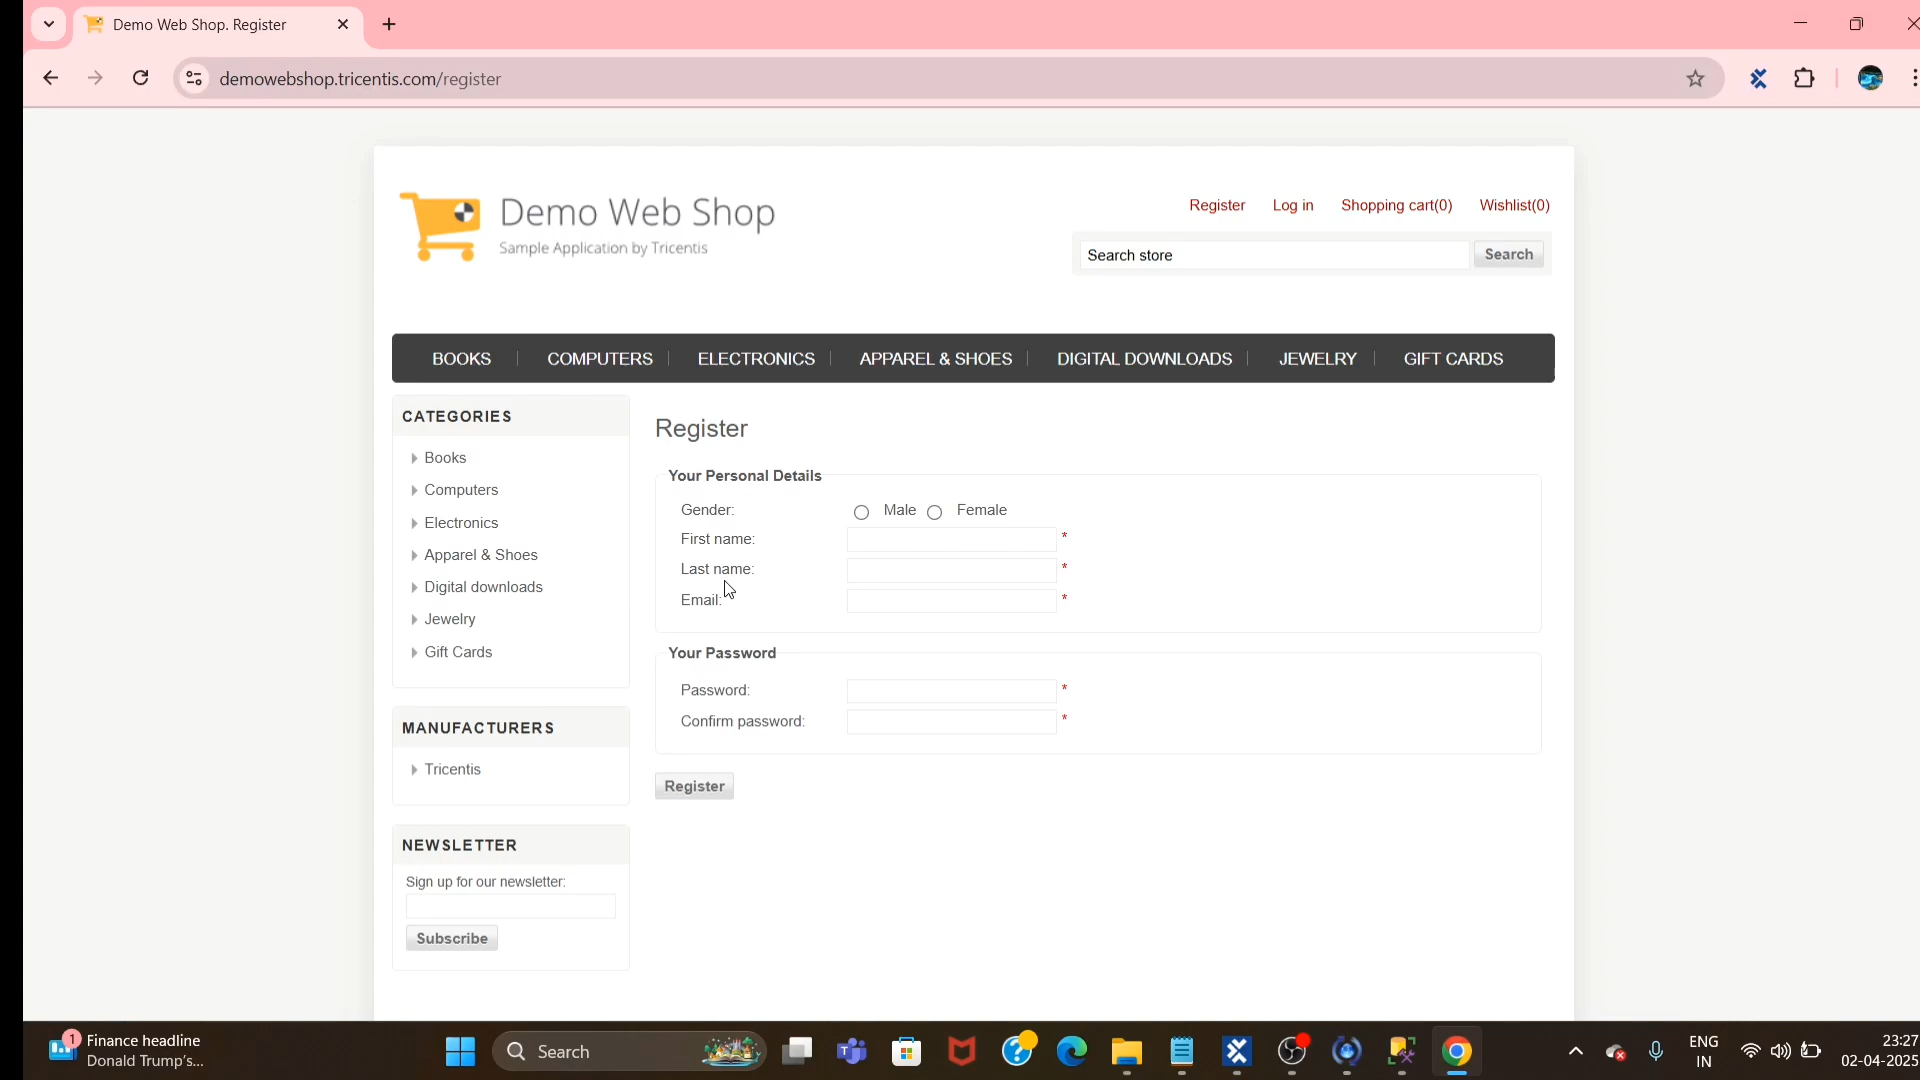 Demo Web Shop. Register
demowebshop.tricentis.com/register
Demo Web Shop
Sample Application by Tricentis
Register Log in Shopping cart(0) Wishlist(0)
Search store Search
BOOKS COMPUTERS ELECTRONICS APPAREL & SHOES DIGITAL DOWNLOADS JEWELRY GIFT CARDS
CATEGORIES
Books
Computers
Electronics
Apparel & Shoes
Digital downloads
Jewelry
Gift Cards
MANUFACTURERS
Tricentis
NEWSLETTER
Sign up for our newsletter:
Subscribe
Register
Your Personal Details
Gender: Male Female
First name: *
Last name: *
Email: *
Your Password
Password: *
Confirm password: *
Register
1
Finance headline
Donald Trump's...
Search
ENG
IN
23:27
02-04-2025